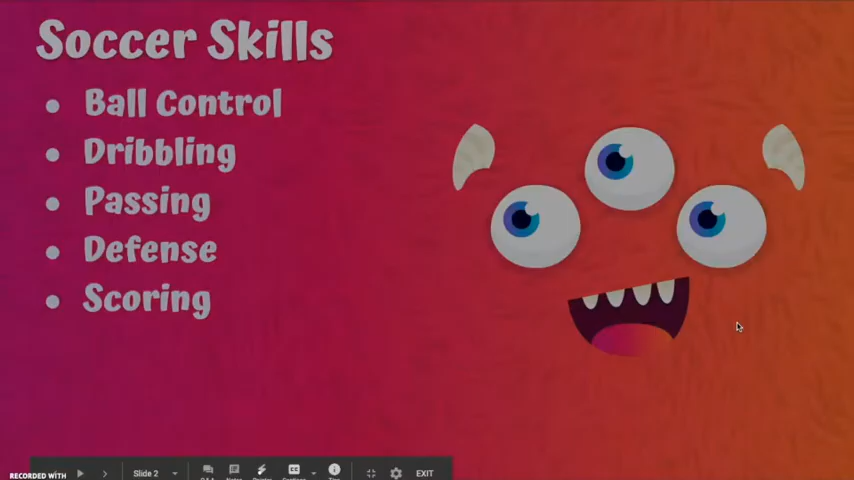 Soccer Skills
• Ball Control
• Dribbling
• Passing
• Defense
• Scoring
Slide 2
EXIT
RECORDED WITH